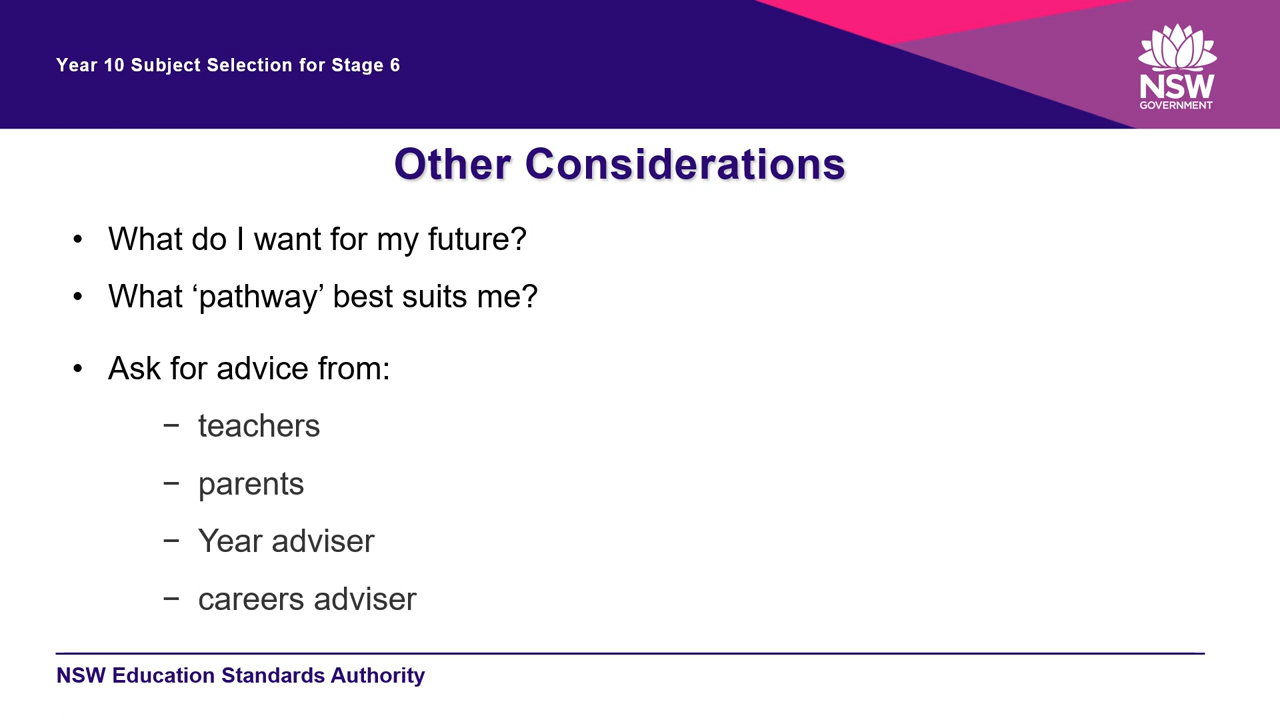 Year 10 Subject Selection for Stage 6
NSW
GOVERNMENT
Other Considerations
• What do I want for my future?
• What ‘pathway’ best suits me?
• Ask for advice from:
− teachers
− parents
− Year adviser
− careers adviser
NSW Education Standards Authority